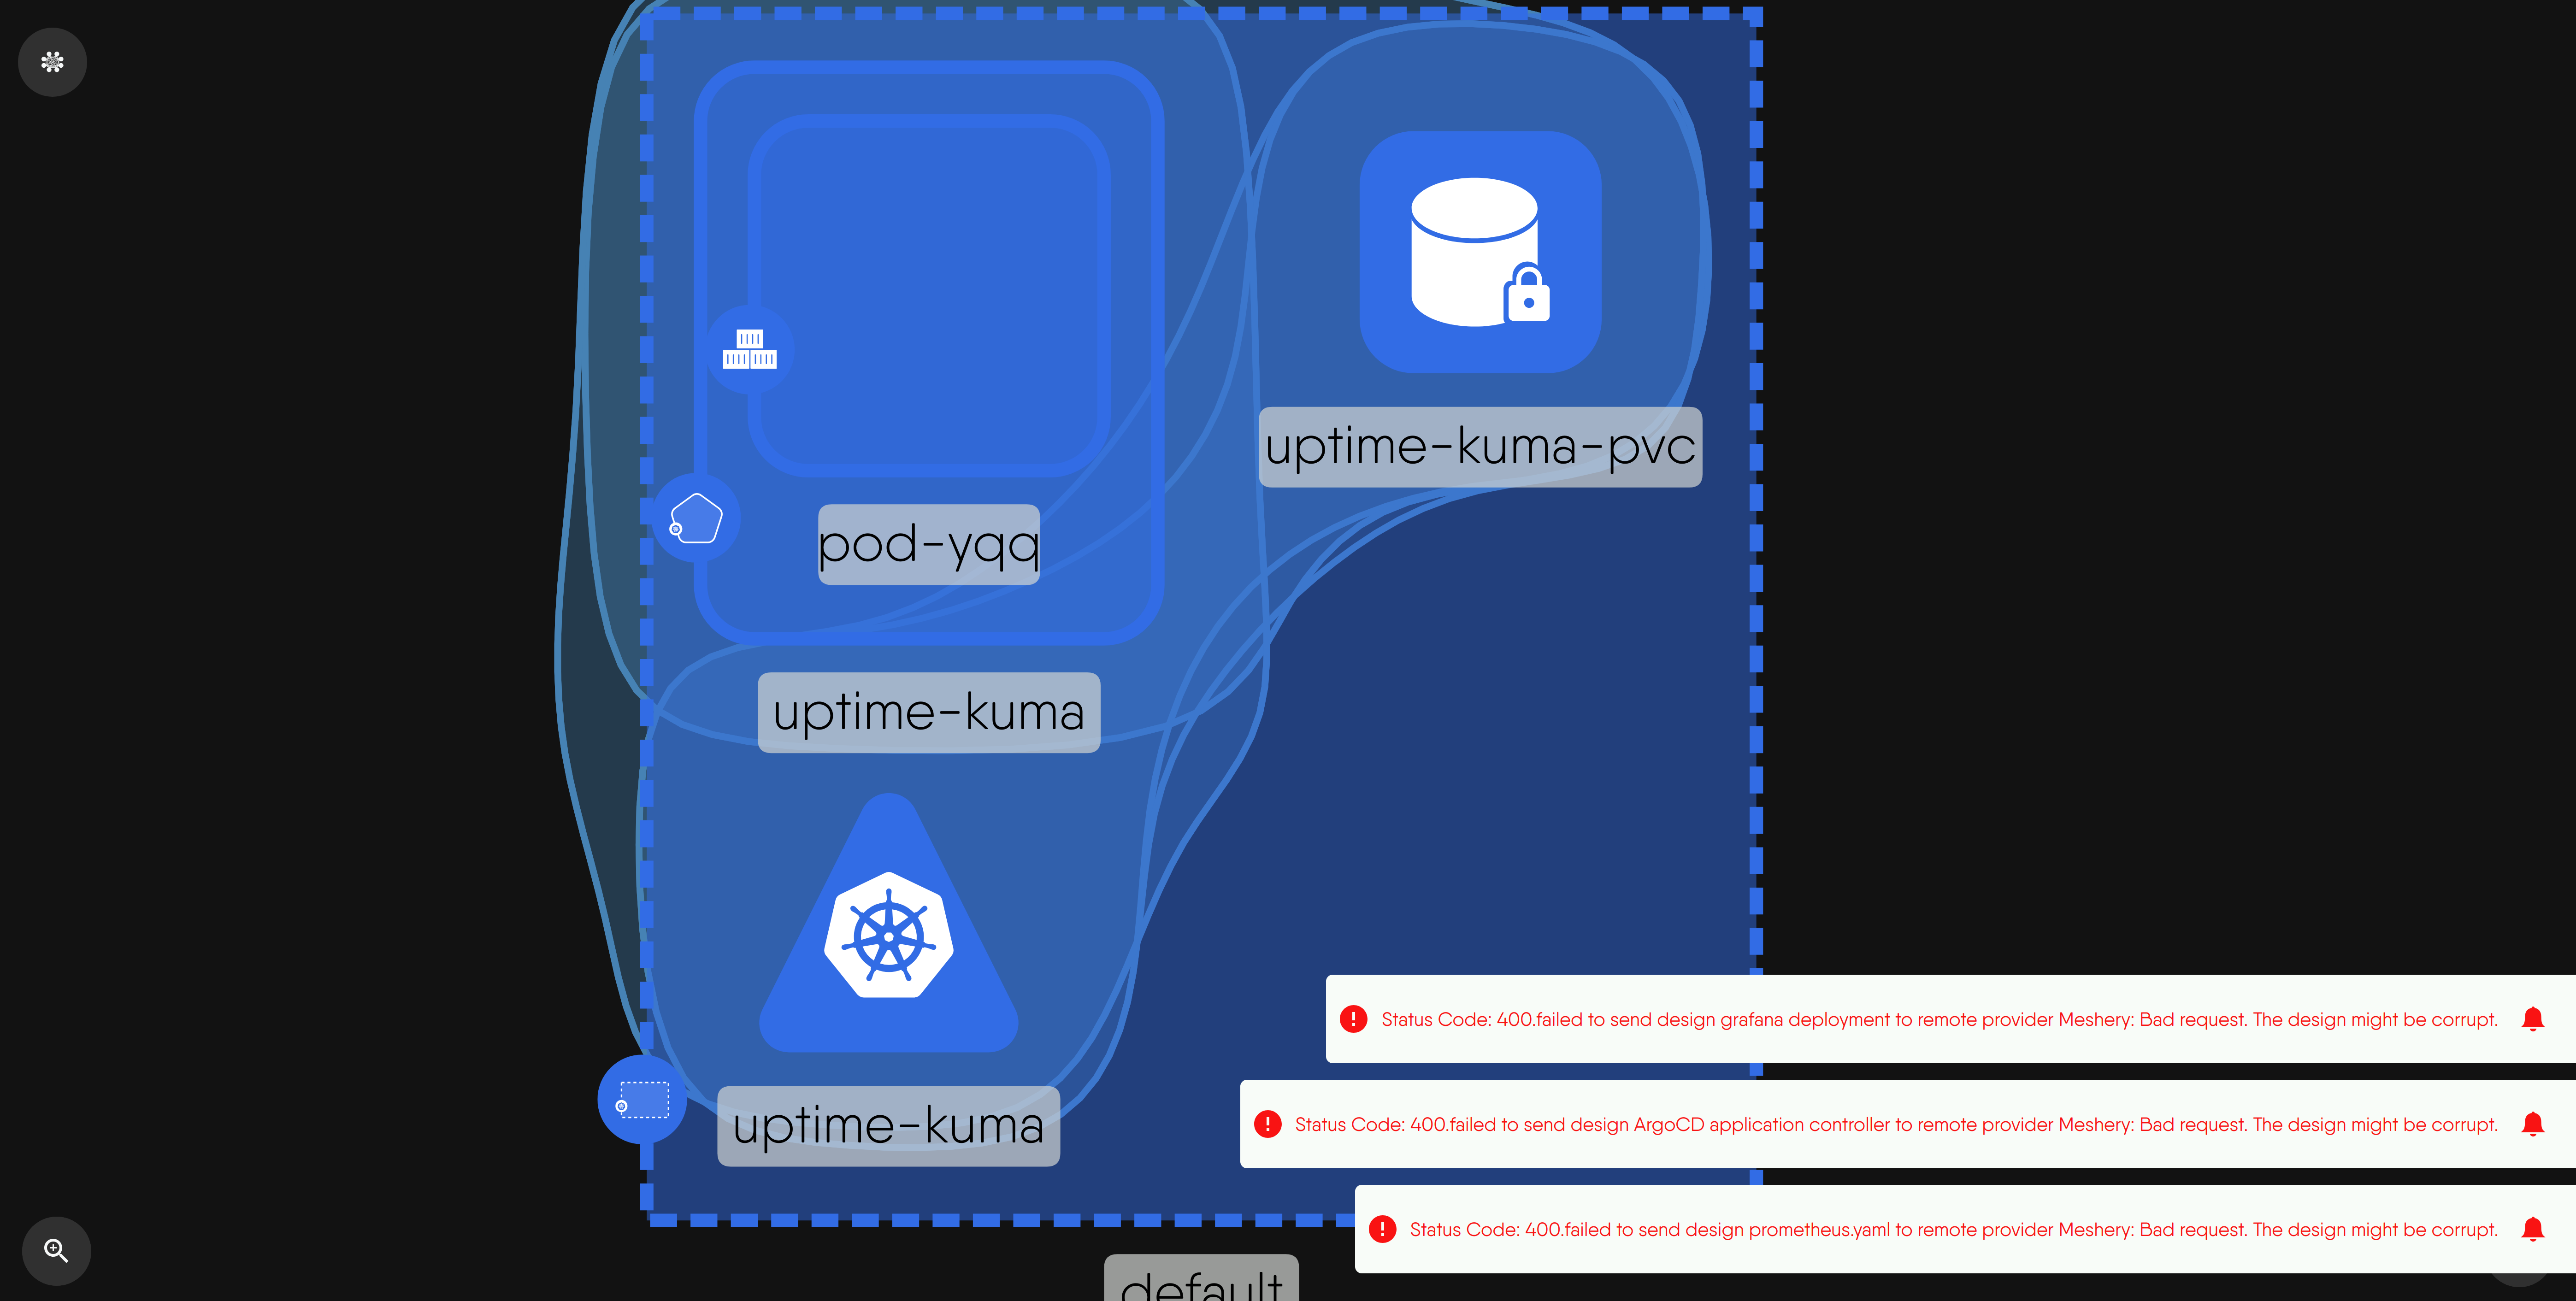 uptime-kuma-pvc
pod-yqq
uptime-kuma
uptime-kuma
Status Code: 400.failed to send design grafana deployment to remote provider Meshery: Bad request. The design might be corrupt.
Status Code: 400.failed to send design ArgoCD application controller to remote provider Meshery: Bad request. The design might be corrupt.
Status Code: 400.failed to send design prometheus.yaml to remote provider Meshery: Bad request. The design might be corrupt.
default